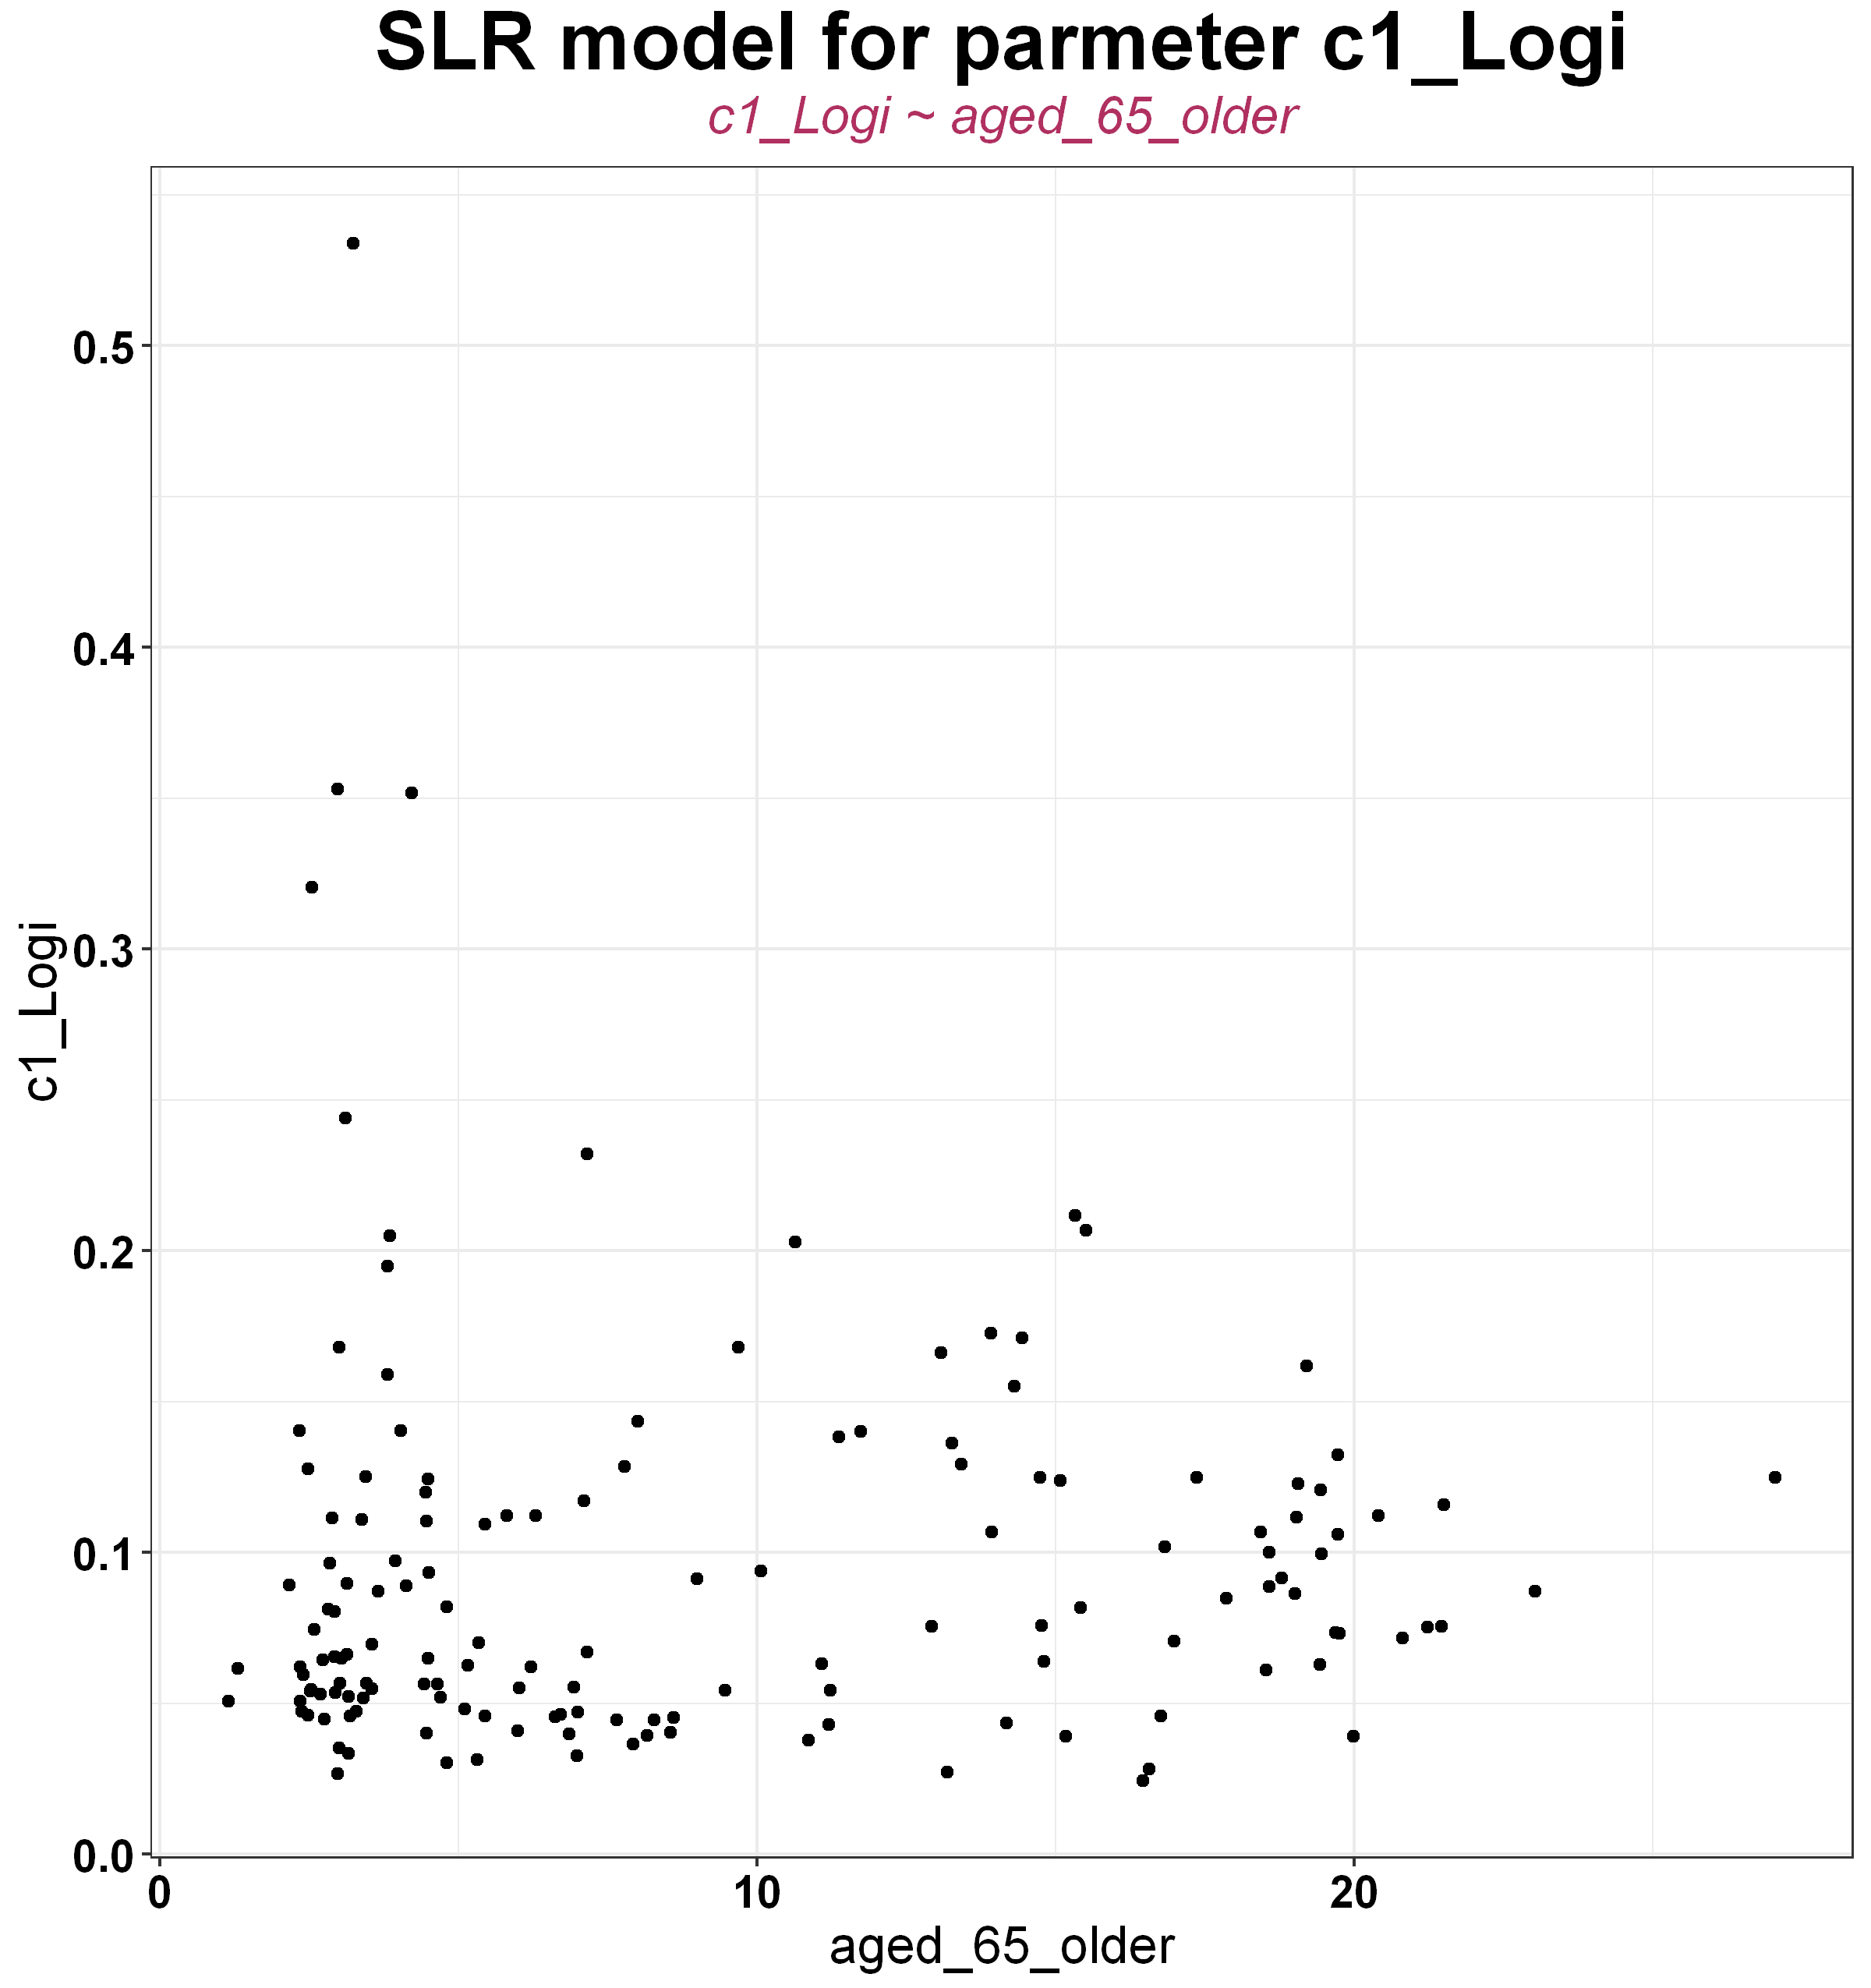 SLR model for parmeter c1_Logi
c1_Logi ~ aged_65_older
c1_Logi
0.5
0.4
0.3
0.2
0.1
0.0
0
10
20
aged_65_older